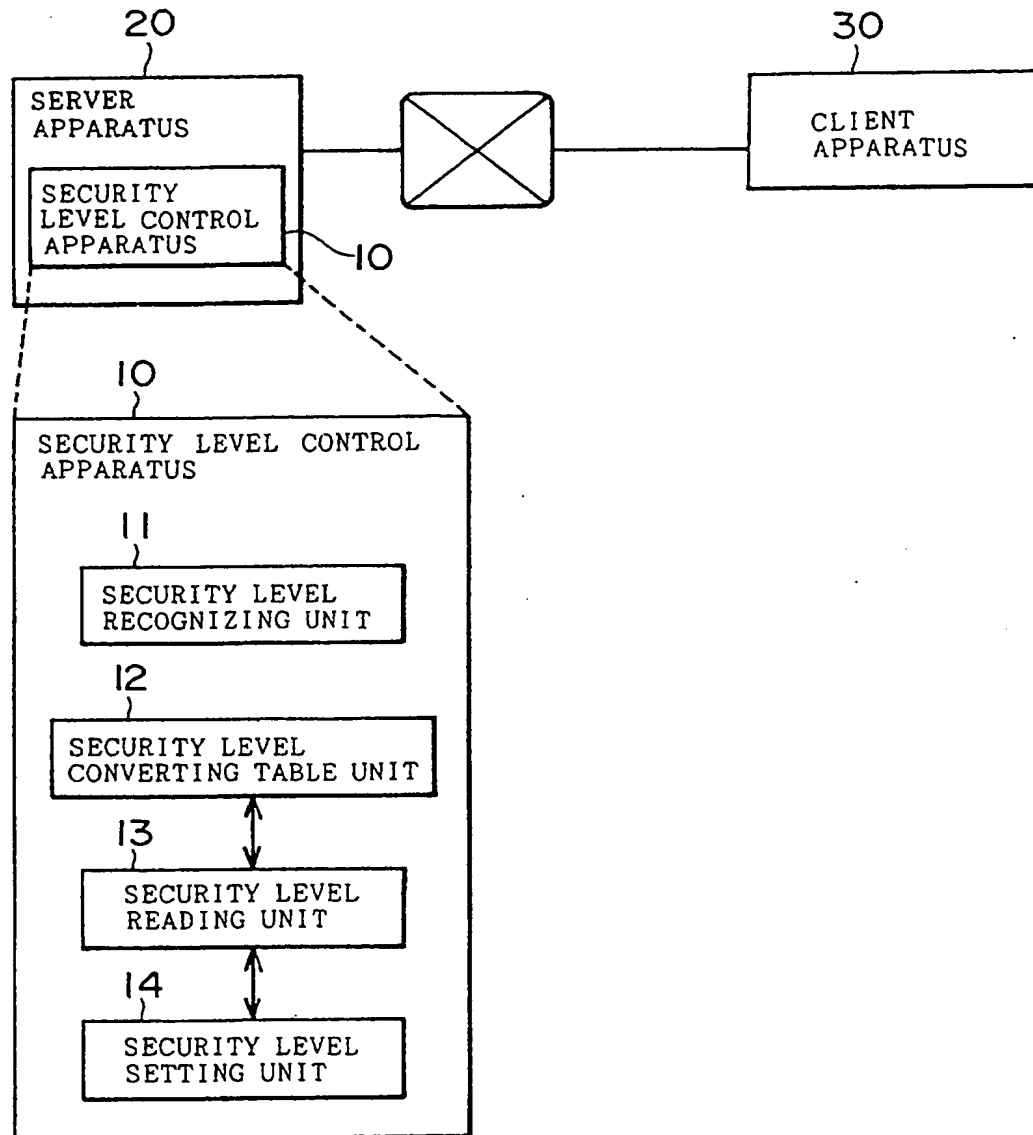 20
30
SERVER
APPARATUS
CLIENT
APPARATUS
SECURITY
LEVEL CONTROL
APPARATUS
10
10
SECURITY LEVEL CONTROL
APPARATUS
11
SECURITY LEVEL
RECOGNIZING UNIT
12
SECURITY LEVEL
CONVERTING TABLE UNIT
13
SECURITY LEVEL
READING UNIT
14
SECURITY LEVEL
SETTING UNIT